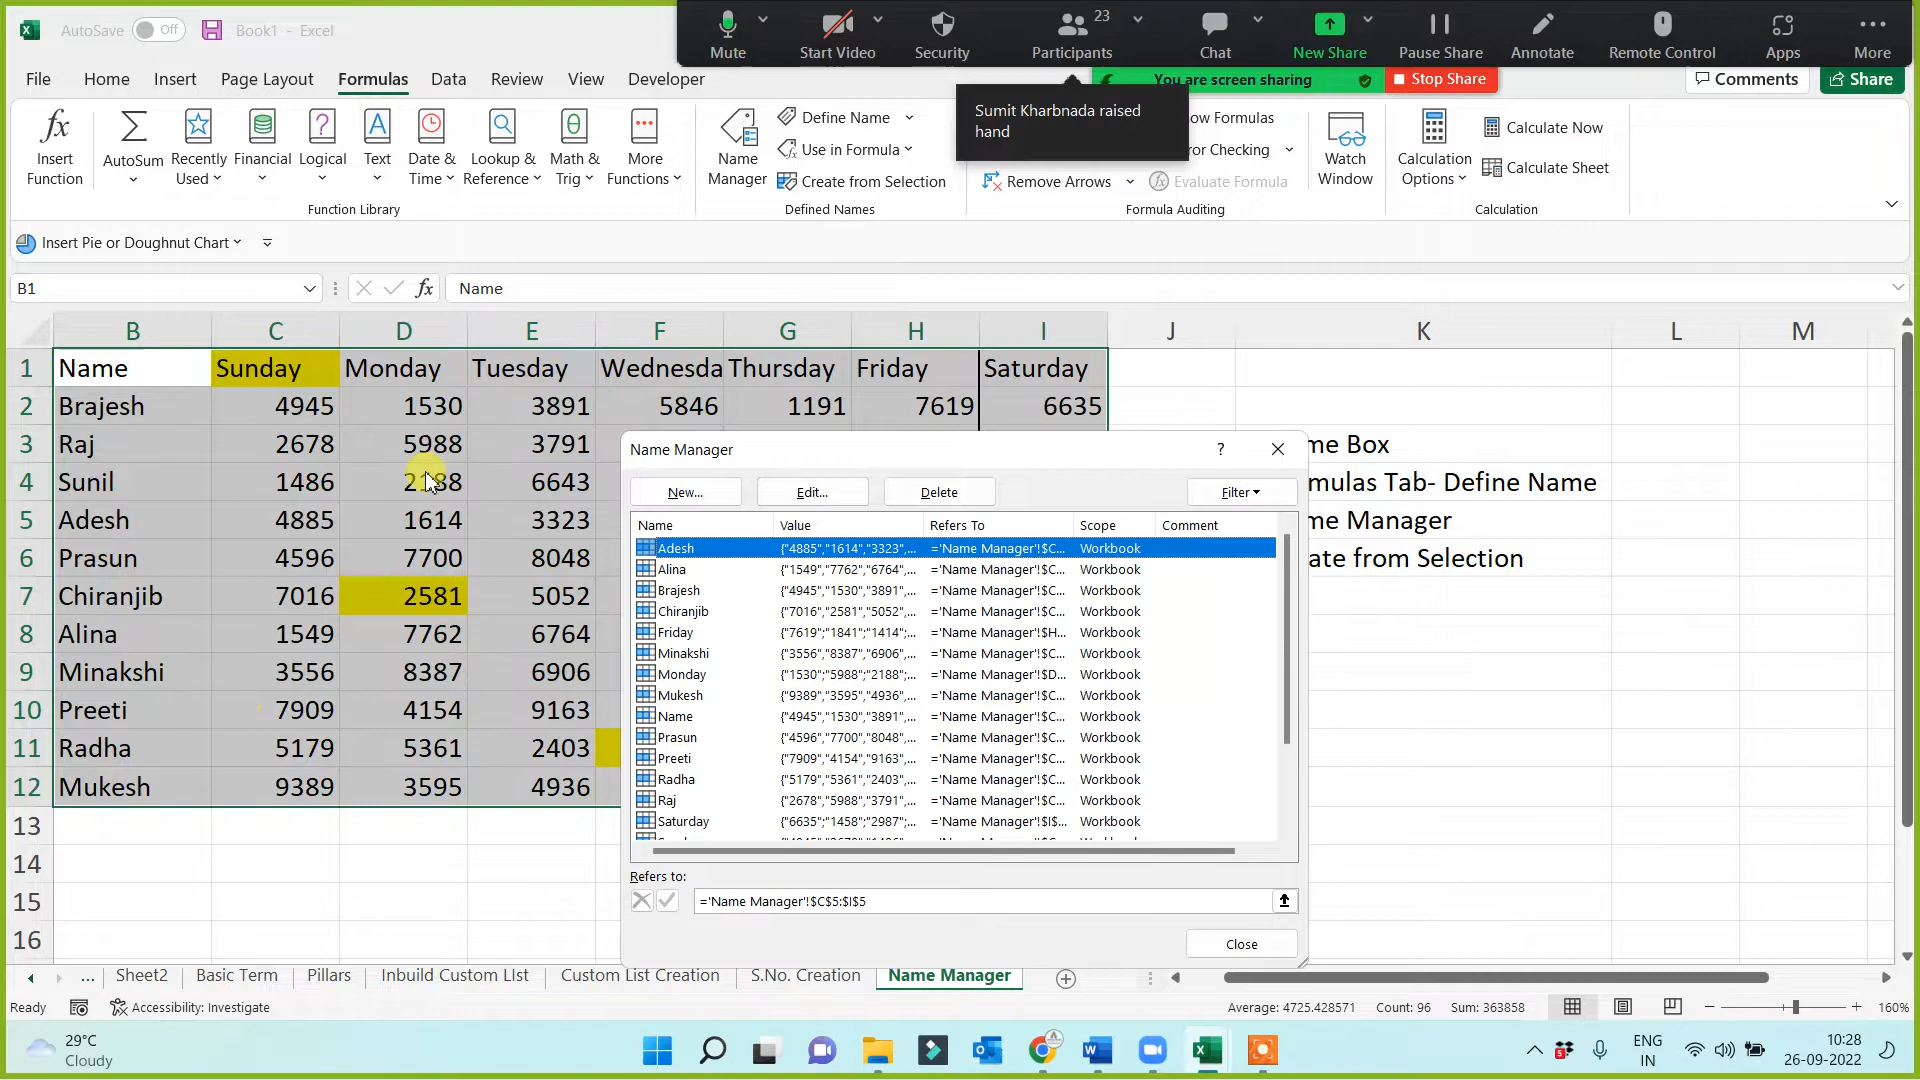 AutoSave Off Book1 - Excel
Mute Start Video Security Participants 23 Chat New Share Pause Share Annotate Remote Control Apps More
File Home Insert Page Layout Formulas Data Review View Developer
You are screen sharing Stop Share Comments Share
Sumit Kharbnada raised
hand
Insert
Function
AutoSum
Recently
Used
Financial
Logical
Text
Date &
Time
Lookup &
Reference
Math &
Trig
More
Functions
Function Library
Name
Manager
Define Name
Use in Formula
Create from Selection
Defined Names
ow Formulas
or Checking
Remove Arrows
Evaluate Formula
Formula Auditing
Watch
Window
Calculation
Options
Calculate Now
Calculate Sheet
Calculation
Insert Pie or Doughnut Chart
B1 fx Name
B C D E F G H I J K L M
1 Name Sunday Monday Tuesday Wednesda Thursday Friday Saturday
2 Brajesh 4945 1530 3891 5846 1191 7619 6635
3 Raj 2678 5988 3791
4 Sunil 1486 2188 6643
5 Adesh 4885 1614 3323
6 Prasun 4596 7700 8048
7 Chiranjib 7016 2581 5052
8 Alina 1549 7762 6764
9 Minakshi 3556 8387 6906
10 Preeti 7909 4154 9163
11 Radha 5179 5361 2403
12 Mukesh 9389 3595 4936
13
14
15
16
me Box
mulas Tab- Define Name
me Manager
ate from Selection
Name Manager ?
New... Edit... Delete Filter
Name Value Refers To Scope Comment
Adesh {"4885","1614","3323",... ='Name Manager'!$C... Workbook
Alina {"1549","7762","6764",... ='Name Manager'!$C... Workbook
Brajesh {"4945","1530","3891",... ='Name Manager'!$C... Workbook
Chiranjib {"7016","2581","5052",... ='Name Manager'!$C... Workbook
Friday {"7619";"1841";"1414";... ='Name Manager'!$H... Workbook
Minakshi {"3556","8387","6906",... ='Name Manager'!$C... Workbook
Monday {"1530";"5988";"2188";... ='Name Manager'!$D... Workbook
Mukesh {"9389","3595","4936",... ='Name Manager'!$C... Workbook
Name {"4945","1530","3891",... ='Name Manager'!$C... Workbook
Prasun {"4596","7700","8048",... ='Name Manager'!$C... Workbook
Preeti {"7909","4154","9163",... ='Name Manager'!$C... Workbook
Radha {"5179","5361","2403",... ='Name Manager'!$C... Workbook
Raj {"2678","5988","3791",... ='Name Manager'!$C... Workbook
Saturday {"6635";"1458";"2987";... ='Name Manager'!$I$... Workbook
Refers to:
='Name Manager'!$C$5:$I$5
Close
... Sheet2 Basic Term Pillars Inbuild Custom LIst Custom List Creation S.No. Creation Name Manager
Ready Accessibility: Investigate Average: 4725.428571 Count: 96 Sum: 363858 160%
29°C
Cloudy
ENG
IN
10:28
26-09-2022